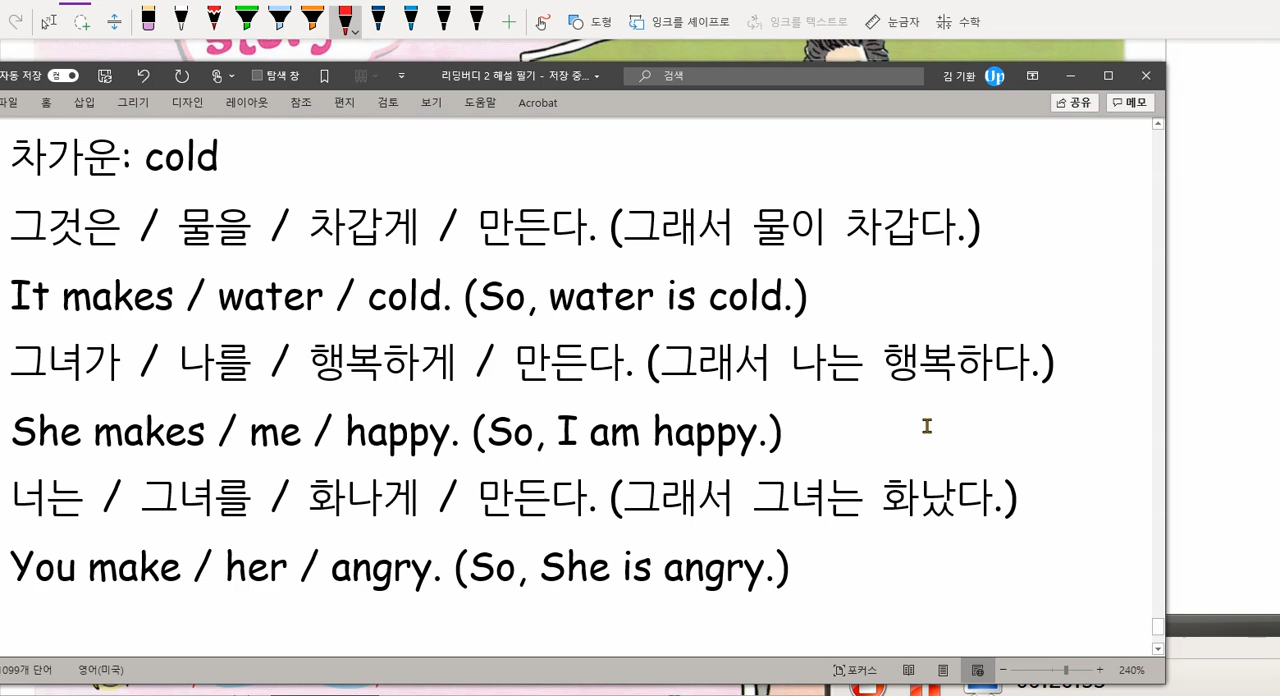 도형 잉크를 셰이프로 잉크를 텍스트로 눈금자 수학
story
자동 저장 컴 탐색 창 리딩버디 2 해설 필기 - 저장 중... 검색 김 기환 Up
파일 홈 삽입 그리기 디자인 레이아웃 참조 편지 검토 보기 도움말 Acrobat 공유 메모
차가운: cold
그것은 / 물을 / 차갑게 / 만든다. (그래서 물이 차갑다.)
It makes / water / cold. (So, water is cold.)
그녀가 / 나를 / 행복하게 / 만든다. (그래서 나는 행복하다.)
She makes / me / happy. (So, I am happy.)
너는 / 그녀를 / 화나게 / 만든다. (그래서 그녀는 화났다.)
You make / her / angry. (So, She is angry.)
1099개 단어 영어(미국) 포커스 240%